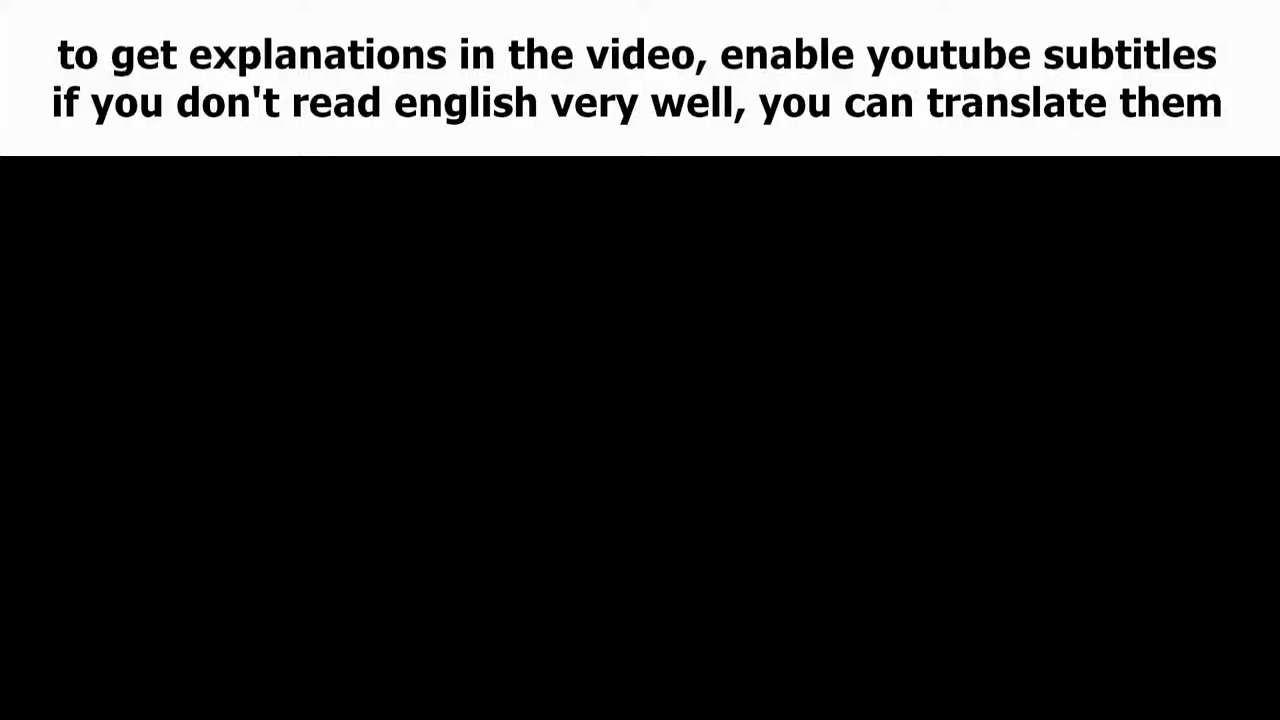 to get explanations in the video, enable youtube subtitles
if you don't read english very well, you can translate them